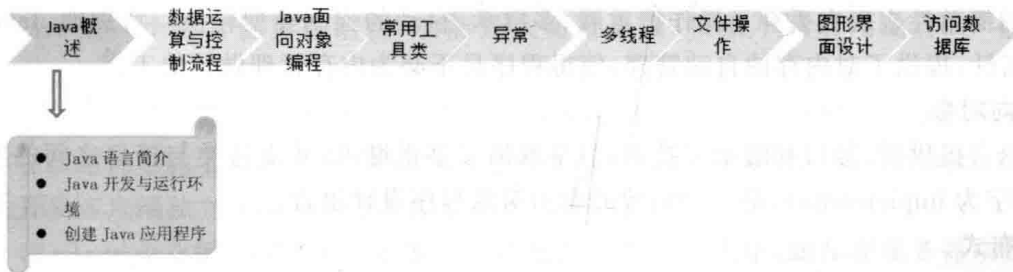 Java概
述
数据运
算与控
制流程
Java面
向对象
编程
常用工
具类
异常
多线程
文件操
作
图形界
面设计
访问数
据库
● Java 语言简介
● Java 开发与运行环
境
● 创建 Java 应用程序